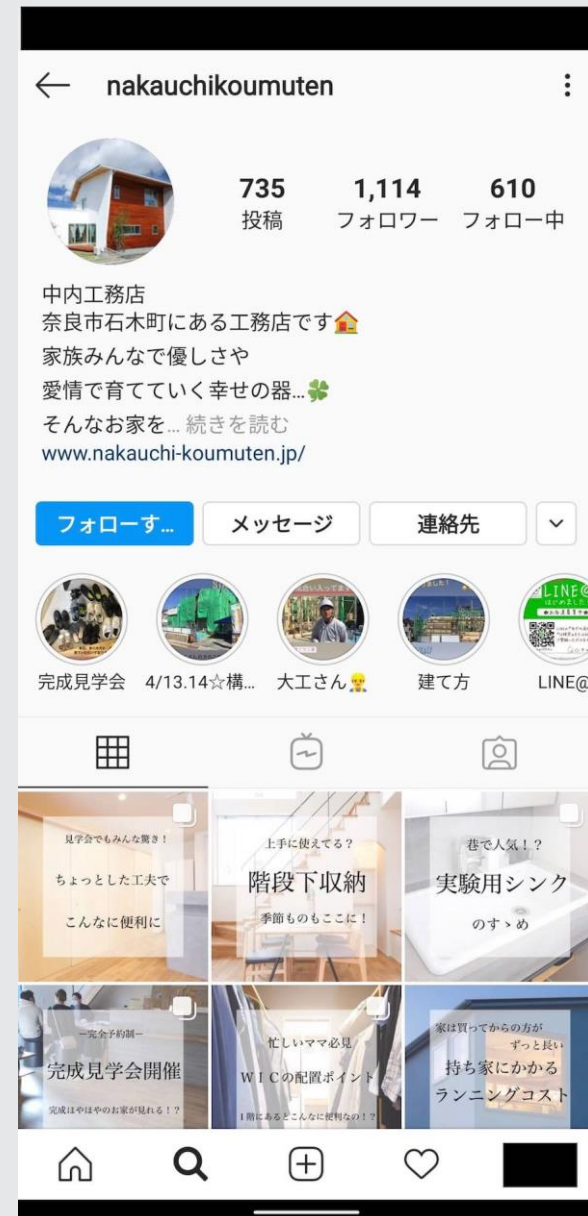 nakauchikoumuten
735
投稿
1,114
フォロワー
610
フォロー中
中内工務店
奈良市石木町にある工務店です🏠
家族みんなで優しさや
愛情で育てていく幸せの器...🍀
そんなお家を... 続きを読む
www.nakauchi-koumuten.jp/
フォローす...
メッセージ
連絡先
LINE@
はじめました
完成見学会
4/13.14☆構...
大工さん👷
建て方
LINE@
見学会でもみんな驚き！
ちょっとした工夫で
こんなに便利に
上手に使えてる？
階段下収納
季節ものもここに！
巷で人気！？
実験用シンク
のすゝめ
—完全予約制—
完成見学会開催
完成ほやほやのお家が見れる！？
忙しいママ必見
WICの配置ポイント
1階にあるとこんなに便利なの！？
家は買ってからの方が
ずっと長い
持ち家にかかる
ランニングコスト